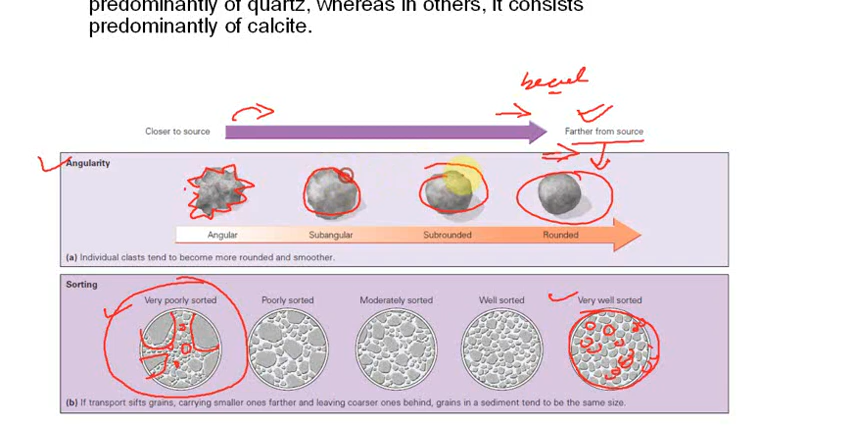 predominantly of quartz, whereas in others, it consists
predominantly of calcite.
Closer to source
Farther from source
Angularity
Angular
Subangular
Subrounded
Rounded
(a) Individual clasts tend to become more rounded and smoother.
Sorting
Very poorly sorted
Poorly sorted
Moderately sorted
Well sorted
Very well sorted
(b) If transport sifts grains, carrying smaller ones farther and leaving coarser ones behind, grains in a sediment tend to be the same size.